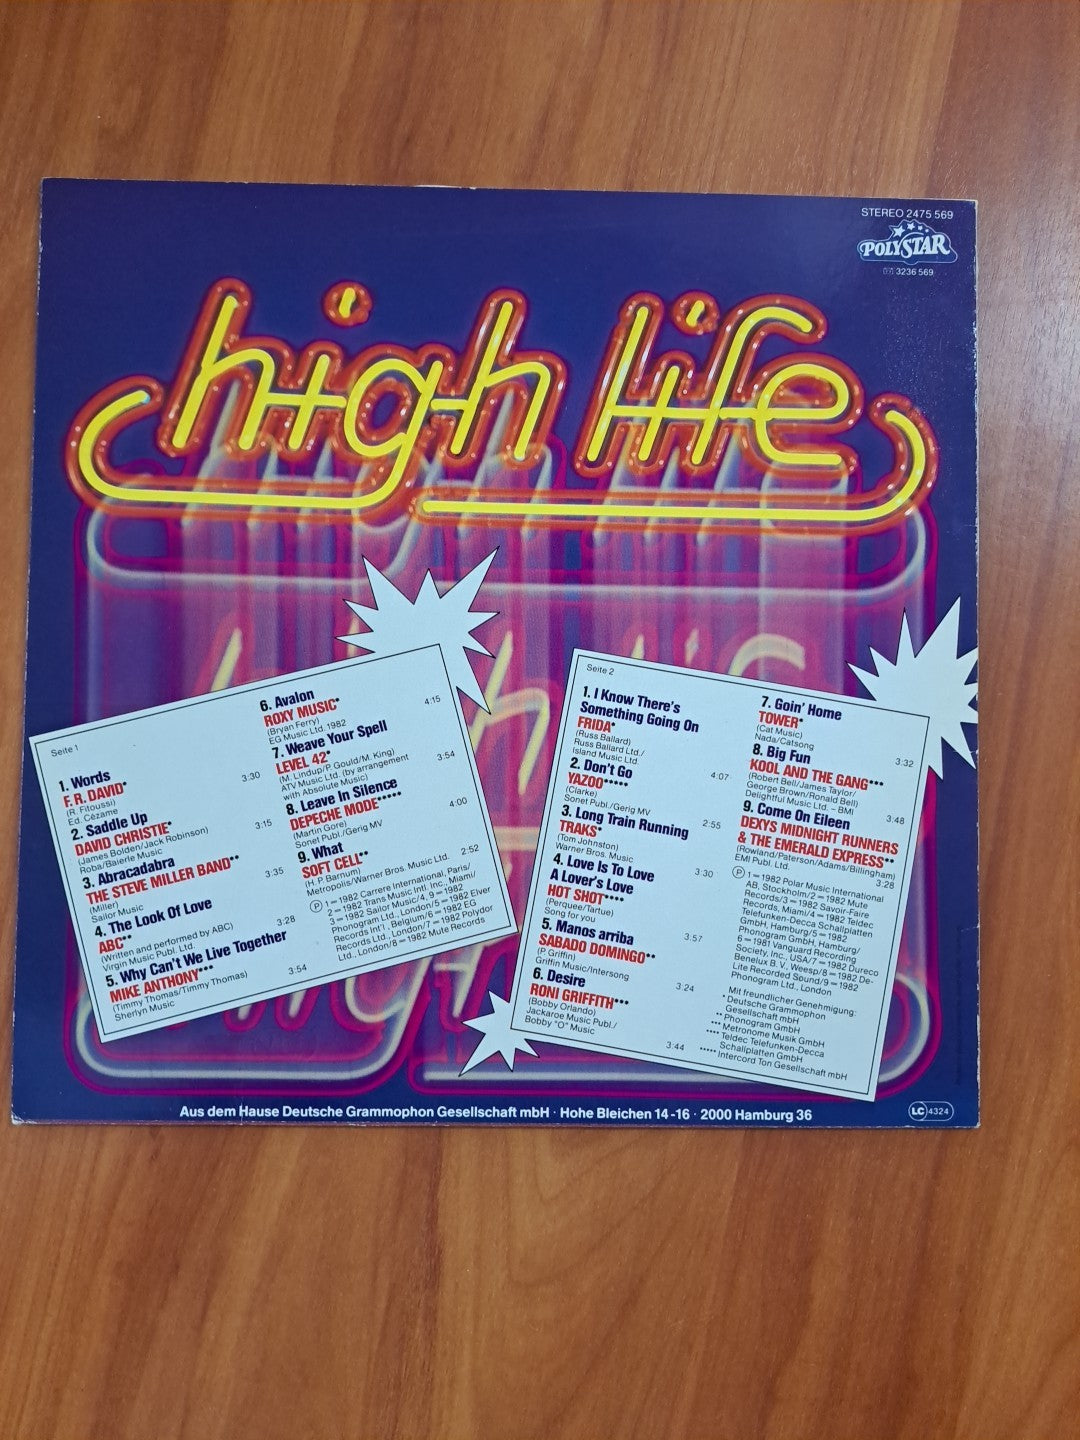 STEREO 2475 569
POLYSTAR
3236 569
high life
Seite 1
1. Words
3:30
F. R. DAVID*
(R. Fitoussi)
Ed. Cézame
2. Saddle Up
3:15
DAVID CHRISTIE*
(James Bolden/Jack Robinson)
Roba/Baierle Music
3. Abracadabra
3:35
THE STEVE MILLER BAND**
(Miller)
Sailor Music
4. The Look Of Love
3:28
ABC**
(Written and performed by ABC)
Virgin Music Publ. Ltd.
5. Why Can't We Live Together
3:54
MIKE ANTHONY***
(Timmy Thomas/Timmy Thomas)
Sherlyn Music
6. Avalon
4:15
ROXY MUSIC*
(Bryan Ferry)
EG Music Ltd. 1982
7. Weave Your Spell
3:54
LEVEL 42*
(M. Lindup/P. Gould/M. King)
ATV Music Ltd. (by arrangement
with Absolute Music)
8. Leave In Silence
4:00
DEPECHE MODE*****
(Martin Gore)
Sonet Publ./Gerig MV
9. What
2:52
SOFT CELL**
(H. P. Barnum)
Metropolis/Warner Bros. Music Ltd.
Ⓟ 1 = 1982 Carrere International, Paris/
2 = 1982 Trans Music Int. Inc., Miami/
3 = 1982 Sailor Music/4, 9 = 1982
Phonogram Ltd., London/5 = 1982 Elver
Records Int'l., Belgium/6 = 1982 EG
Records Ltd., London/7 = 1982 Polydor
Ltd., London/8 = 1982 Mute Records
Seite 2
1. I Know There's
Something Going On
4:07
FRIDA*
(Russ Ballard)
Russ Ballard Ltd./
Island Music Ltd.
2. Don't Go
2:55
YAZOO*****
(Clarke)
Sonet Publ./Gerig MV
3. Long Train Running
3:30
TRAKS*
(Tom Johnston)
Warner Bros. Music
4. Love Is To Love
A Lover's Love
3:57
HOT SHOT****
(Perquee/Tartue)
Song for you
5. Manos arriba
3:24
SABADO DOMINGO**
(P. Griffin)
Griffin Music/Intersong
6. Desire
3:44
RONI GRIFFITH***
(Bobby Orlando)
Jackaroe Music Publ./
Bobby "O" Music
7. Goin' Home
3:32
TOWER*
(Cat Music)
Nada/Catsong
8. Big Fun
3:48
KOOL AND THE GANG***
(Robert Bell/James Taylor/
George Brown/Ronald Bell)
Delightful Music Ltd. – BMI
9. Come On Eileen
3:28
DEXYS MIDNIGHT RUNNERS
& THE EMERALD EXPRESS**
(Rowland/Paterson/Adams/Billingham)
EMI Publ. Ltd.
Ⓟ 1 = 1982 Polar Music International
AB, Stockholm/2 = 1982 Mute
Records/3 = 1982 Savoir-Faire
Records, Miami/4 = 1982 Teldec
Telefunken-Decca Schallplatten
GmbH, Hamburg/5 = 1982
Phonogram GmbH, Hamburg/
6 = 1981 Vanguard Recording
Society, Inc., USA/7 = 1982 Dureco
Benelux B. V., Weesp/8 = 1982 De-
Lite Recorded Sound/9 = 1982
Phonogram Ltd., London
Mit freundlicher Genehmigung:
* Deutsche Grammophon
Gesellschaft mbH
** Phonogram GmbH
*** Metronome Musik GmbH
**** Teldec Telefunken-Decca
Schallplatten GmbH
***** Intercord Ton Gesellschaft mbH
Aus dem Hause Deutsche Grammophon Gesellschaft mbH · Hohe Bleichen 14-16 · 2000 Hamburg 36
LC 4324